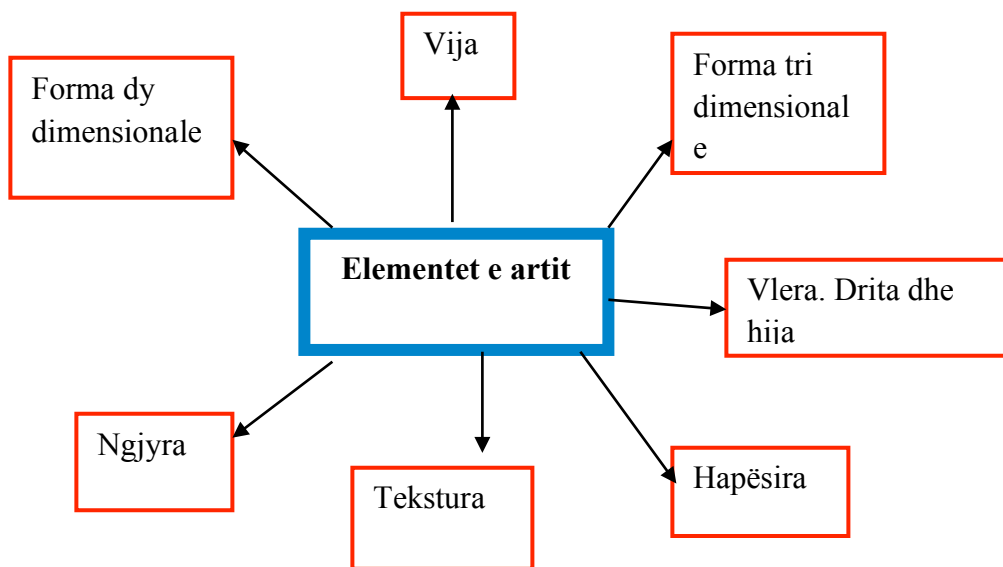 Vija
Forma tri
dimensional
e
Forma dy
dimensionale
Elementet e artit
Vlera. Drita dhe
hija
Ngjyra
Tekstura
Hapësira